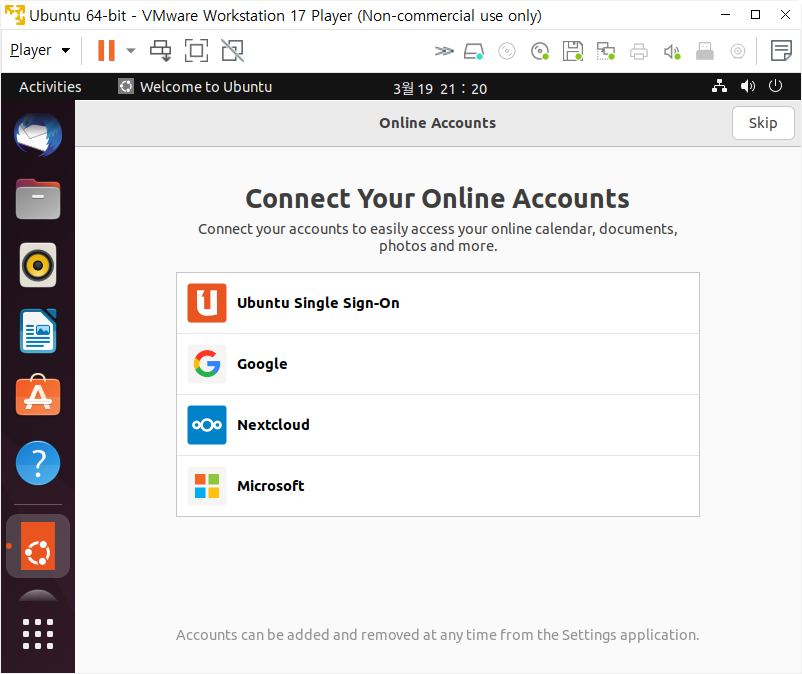 Ubuntu 64-bit - VMware Workstation 17 Player (Non-commercial use only)
Player
Activities
Welcome to Ubuntu
3월 19 21 : 20
Online Accounts
Skip
Connect Your Online Accounts
Connect your accounts to easily access your online calendar, documents,
photos and more.
Ubuntu Single Sign-On
Google
Nextcloud
Microsoft
Accounts can be added and removed at any time from the Settings application.